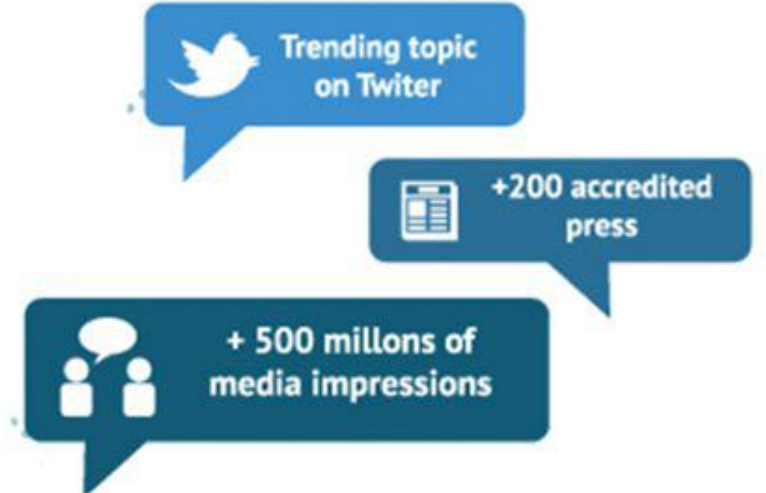 Trending topic
on Twiter
+200 accredited
press
+ 500 millons of
media impressions